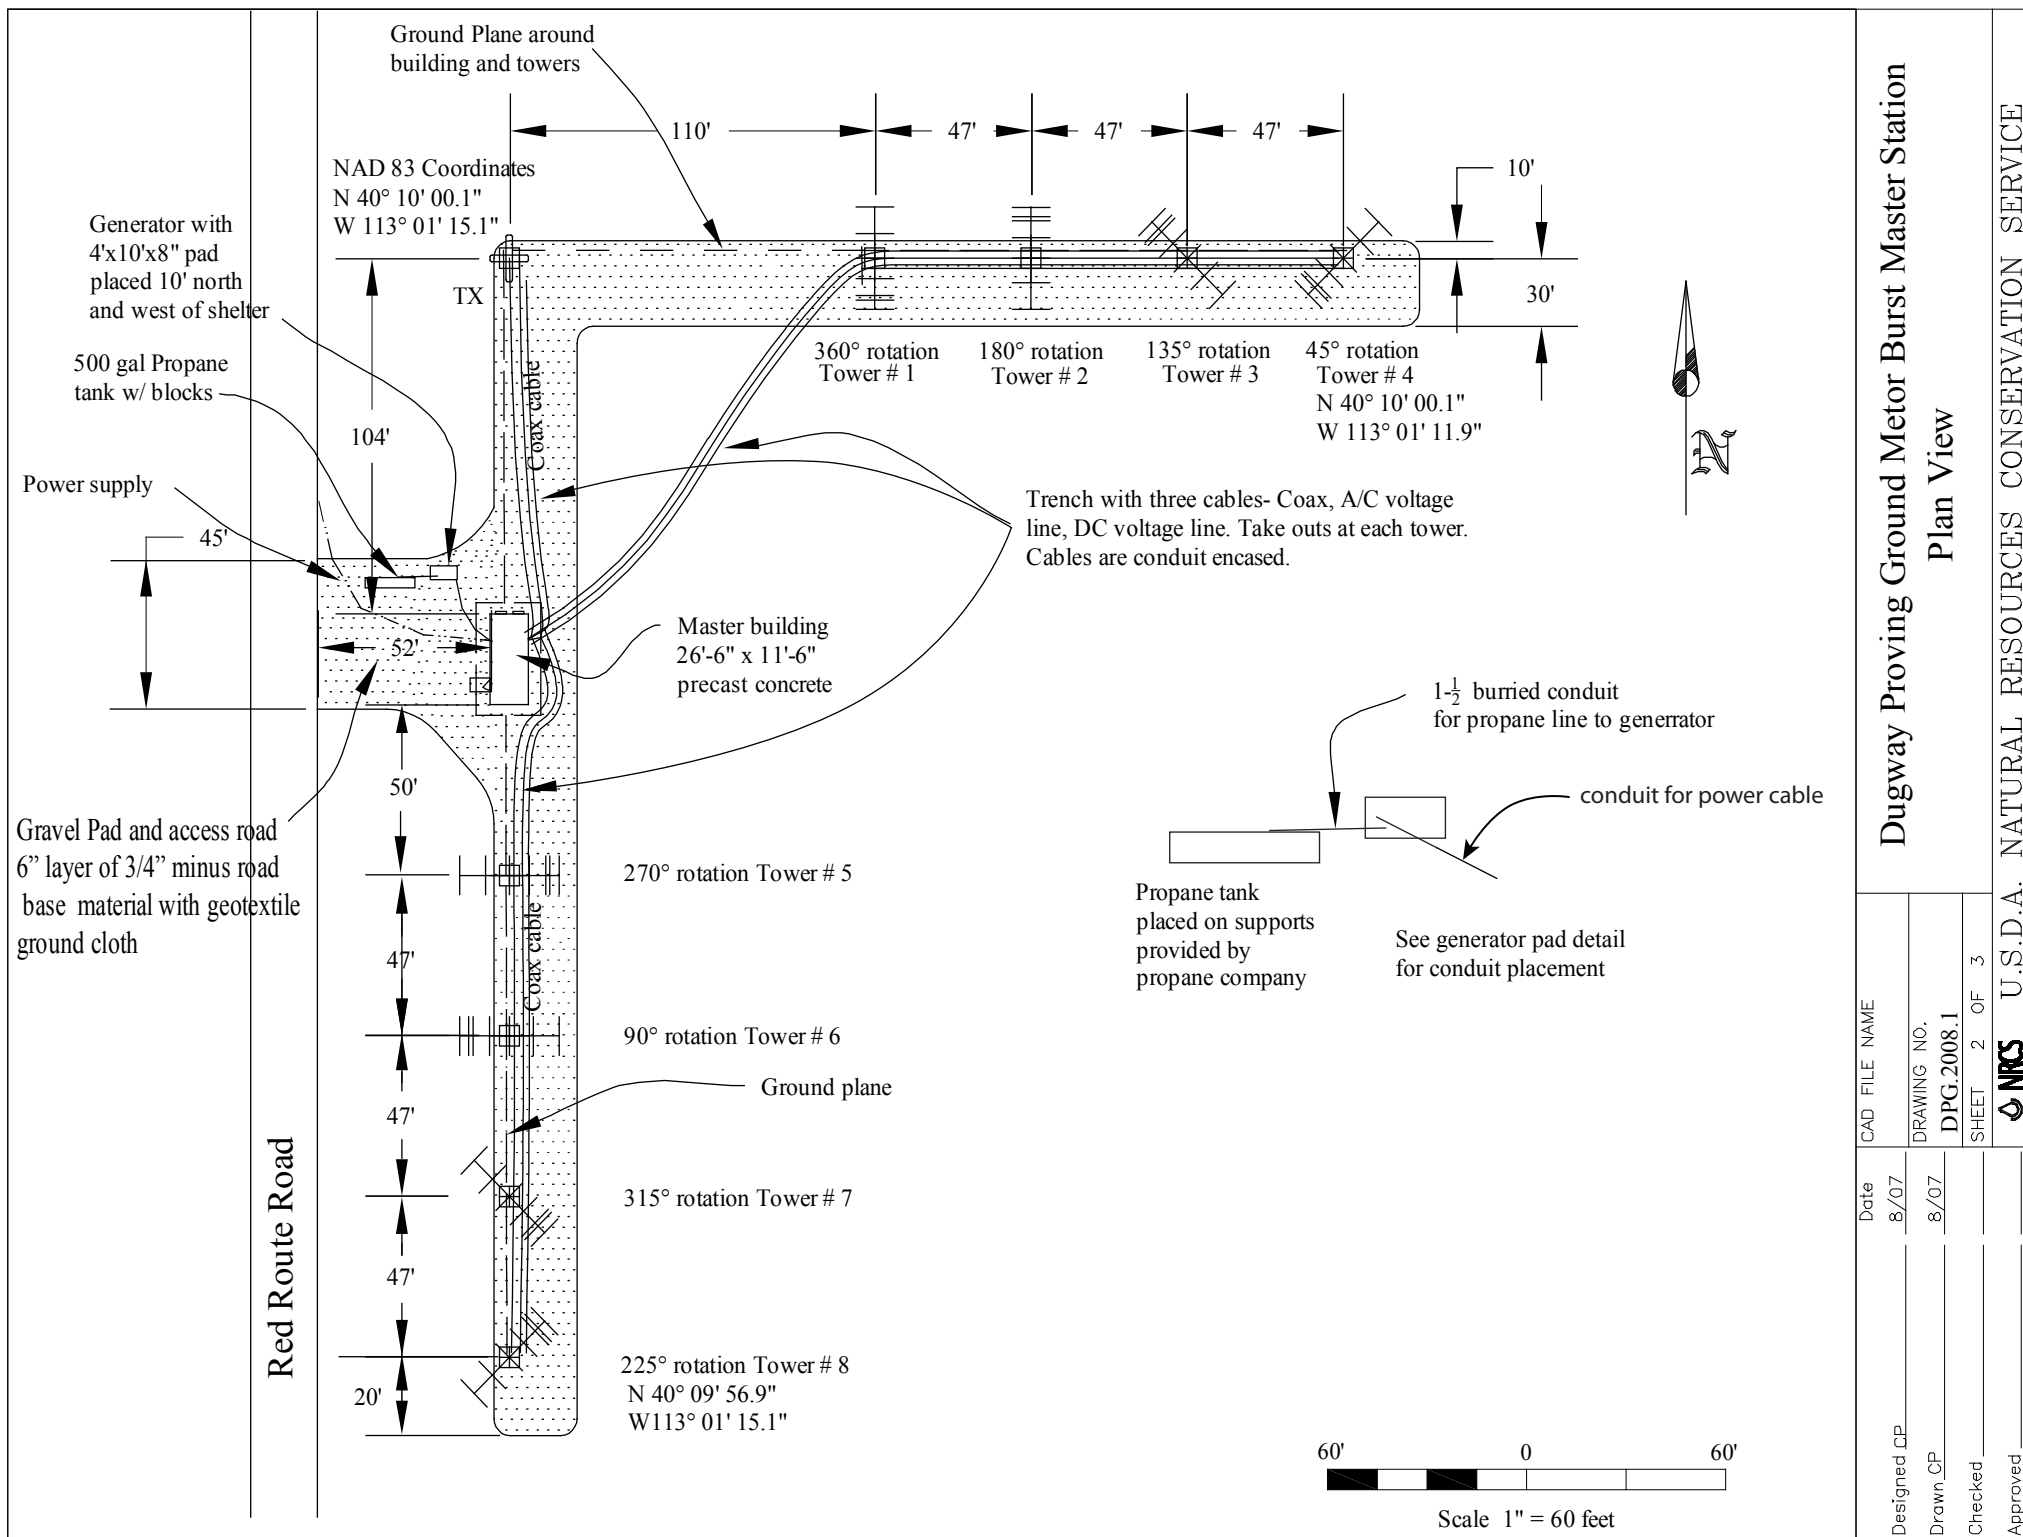 Ground Plane around
building and towers
110'
47'
47'
47'
10'
30'
NAD 83 Coordinates
N 40° 10' 00.1"
W 113° 01' 15.1"
Generator with
4'x10'x8" pad
placed 10' north
and west of shelter
TX
500 gal Propane
tank w/ blocks
104'
Coax cable
360° rotation
Tower # 1
180° rotation
Tower # 2
135° rotation
Tower # 3
45° rotation
Tower # 4
N 40° 10' 00.1"
W 113° 01' 11.9"
N
Power supply
45'
Trench with three cables- Coax, A/C voltage
line, DC voltage line. Take outs at each tower.
Cables are conduit encased.
52'
Master building
26'-6" x 11'-6"
precast concrete
1-½ burried conduit
for propane line to generrator
conduit for power cable
Propane tank
placed on supports
provided by
propane company
See generator pad detail
for conduit placement
50'
Gravel Pad and access road
6” layer of 3/4” minus road
base material with geotextile
ground cloth
270° rotation Tower # 5
47'
Coax cable
90° rotation Tower # 6
47'
Ground plane
315° rotation Tower # 7
47'
225° rotation Tower # 8
N 40° 09' 56.9"
W113° 01' 15.1"
20'
Red Route Road
60' 0 60'
Scale 1" = 60 feet
Dugway Proving Ground Metor Burst Master Station
Plan View
U.S.D.A. NATURAL RESOURCES CONSERVATION SERVICE
NRCS
CAD FILE NAME
DRAWING NO.
DPG.2008.1
SHEET 2 OF 3
Date
Designed CP 8/07
Drawn CP 8/07
Checked
Approved